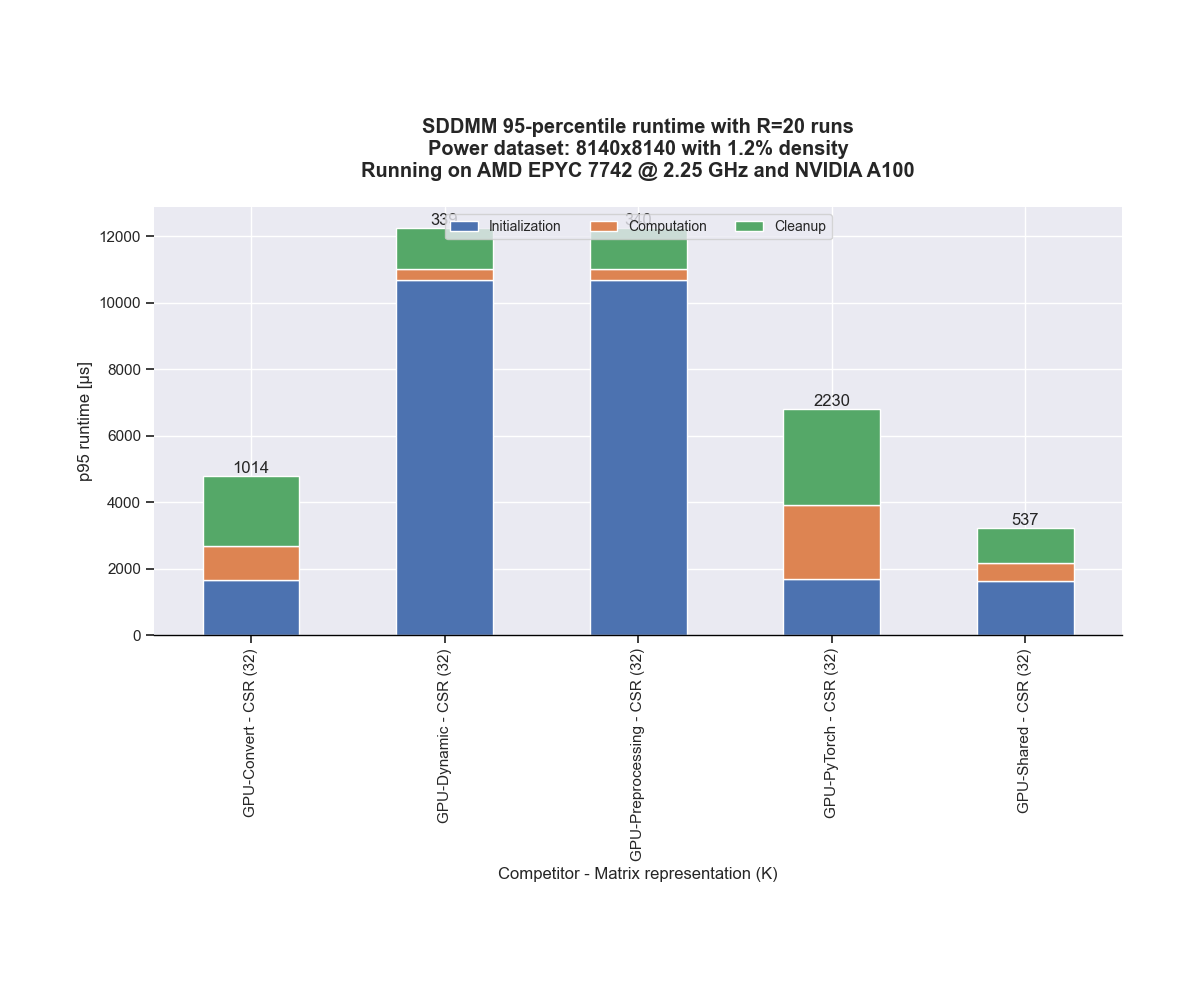 SDDMM 95-percentile runtime with R=20 runs
Power dataset: 8140x8140 with 1.2% density
Running on AMD EPYC 7742 @ 2.25 GHz and NVIDIA A100
339
340
Initialization
Computation
Cleanup
12000
10000
8000
6000
4000
2000
0
p95 runtime [μs]
1014
2230
537
GPU-Convert - CSR (32)
GPU-Dynamic - CSR (32)
GPU-Preprocessing - CSR (32)
GPU-PyTorch - CSR (32)
GPU-Shared - CSR (32)
Competitor - Matrix representation (K)